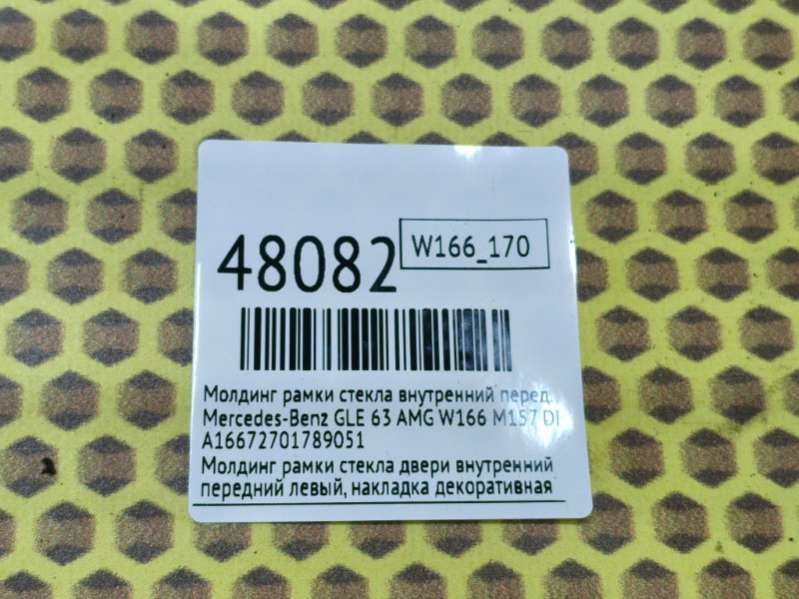 48082
W166_170
Молдинг рамки стекла внутренний перед.
Mercedes-Benz GLE 63 AMG W166 M157 DI
A16672701789051
Молдинг рамки стекла двери внутренний
передний левый, накладка декоративная